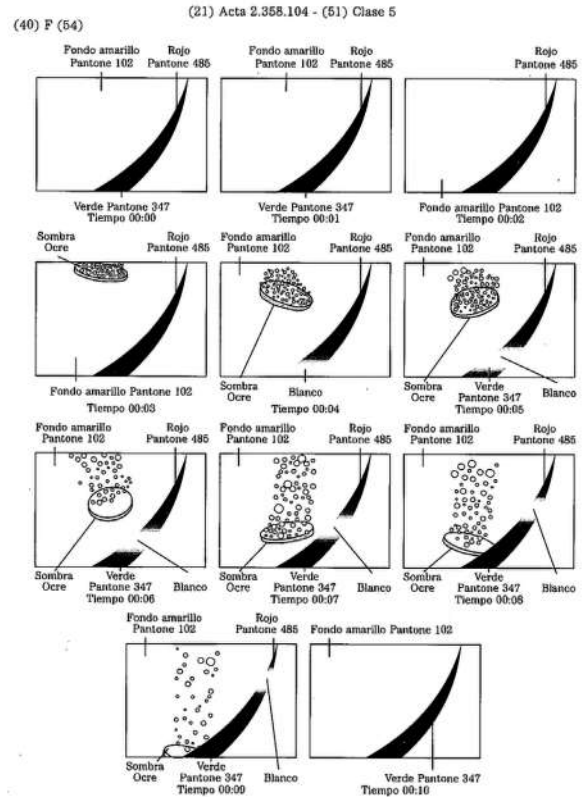 (21) Acta 2.358.104 - (51) Clase 5
(40) F (54)
Fondo amarillo
Pantone 102
Rojo
Pantone 485
Verde Pantone 347
Tiempo 00:00
Fondo amarillo
Pantone 102
Rojo
Pantone 485
Verde Pantone 347
Tiempo 00:01
Rojo
Pantone 485
Fondo amarillo Pantone 102
Tiempo 00:02
Sombra
Ocre
Rojo
Pantone 485
Fondo amarillo Pantone 102
Tiempo 00:03
Fondo amarillo
Pantone 102
Rojo
Pantone 485
Sombra
Ocre
Blanco
Tiempo 00:04
Fondo amarillo
Pantone 102
Rojo
Pantone 485
Sombra
Ocre
Verde
Pantone 347
Blanco
Tiempo 00:05
Fondo amarillo
Pantone 102
Rojo
Pantone 485
Sombra
Ocre
Verde
Pantone 347
Blanco
Tiempo 00:06
Fondo amarillo
Pantone 102
Rojo
Pantone 485
Sombra
Ocre
Verde
Pantone 347
Blanco
Tiempo 00:07
Fondo amarillo
Pantone 102
Rojo
Pantone 485
Sombra
Ocre
Verde
Pantone 347
Blanco
Tiempo 00:08
Fondo amarillo
Pantone 102
Rojo
Pantone 485
Sombra
Ocre
Verde
Pantone 347
Blanco
Tiempo 00:09
Fondo amarillo Pantone 102
Verde Pantone 347
Tiempo 00:10